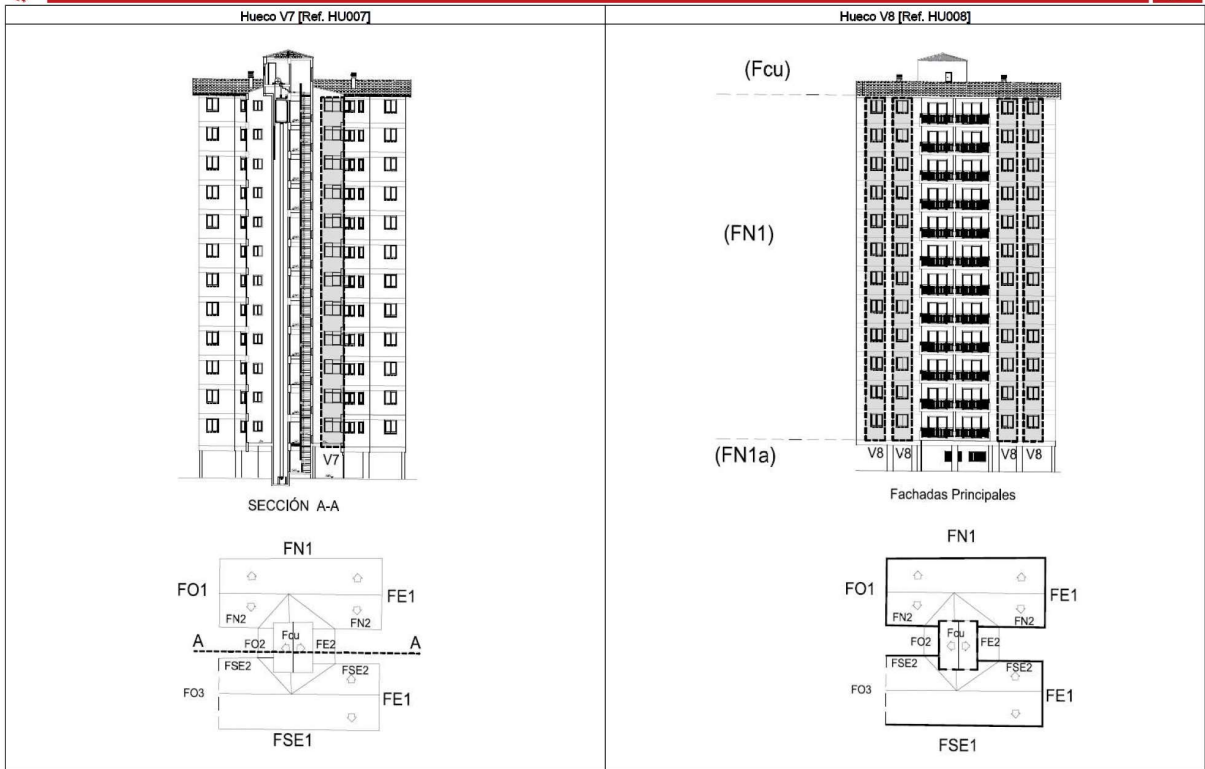 Hueco V7 [Ref. HU007]
V7
SECCIÓN A-A
FN1
FO1
FE1
FN2
FN2
A
FO2
Fcu
FE2
A
FSE2
FSE2
FO3
FE1
FSE1
Hueco V8 [Ref. HU008]
(Fcu)
(FN1)
(FN1a)
V8 V8 V8 V8
Fachadas Principales
FN1
FO1
FE1
FN2
FN2
FO2
Fcu
FE2
FSE2
FSE2
FO3
FE1
FSE1